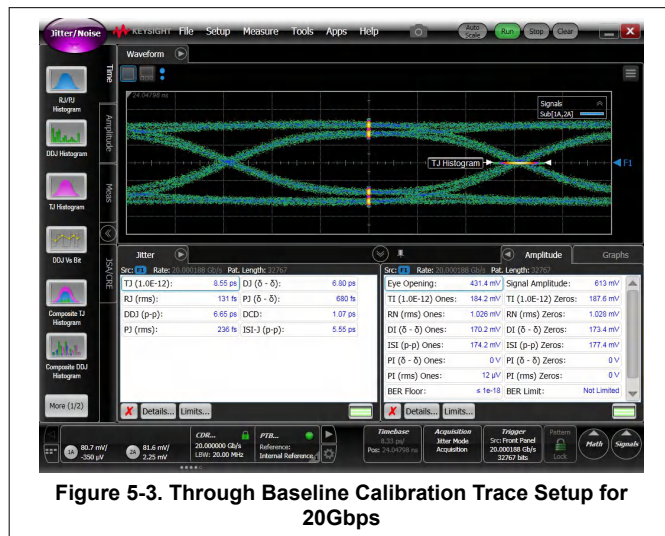 Jitter/Noise
KEYSIGHT File Setup Measure Tools Apps Help
Auto Scale
Run Stop Clear
Waveform
Time
Amplitude
Meas
JSA/CRE
RJ/PJ
Histogram
DDJ Histogram
TJ Histogram
DDJ Vs Bit
Composite TJ
Histogram
Composite DDJ
Histogram
More (1/2)
24.04798 ns
Signals
Sub[1A,2A]
TJ Histogram
F1
Jitter
Src: F1 Rate: 20.000188 Gb/s Pat. Length: 32767
TJ (1.0E-12): 8.55 ps DJ (δ - δ): 6.80 ps
RJ (rms): 131 fs PJ (δ - δ): 680 fs
DDJ (p-p): 6.65 ps DCD: 1.07 ps
PJ (rms): 236 fs ISI-J (p-p): 5.55 ps
Details... Limits...
Amplitude Graphs
Src: F1 Rate: 20.000188 Gb/s Pat. Length: 32767
Eye Opening: 431.4 mV Signal Amplitude: 613 mV
TI (1.0E-12) Ones: 184.2 mV TI (1.0E-12) Zeros: 187.6 mV
RN (rms) Ones: 1.026 mV RN (rms) Zeros: 1.028 mV
DI (δ - δ) Ones: 170.2 mV DI (δ - δ) Zeros: 173.4 mV
ISI (p-p) Ones: 174.2 mV ISI (p-p) Zeros: 177.4 mV
PI (δ - δ) Ones: 0 V PI (δ - δ) Zeros: 0 V
PI (rms) Ones: 12 µV PI (rms) Zeros: 0 V
BER Floor: ≤ 1e-18 BER Limit: Not Limited
Details... Limits...
1A 80.7 mV/
-350 µV
2A 81.6 mV/
2.25 mV
CDR...
20.000000 Gb/s
LBW: 20.00 MHz
PTB...
Reference:
Internal Reference
Timebase
8.33 ps/
Pos: 24.04798 ns
Acquisition
Jitter Mode
Acquisition
Trigger
Src: Front Panel
20.000188 Gb/s
32767 bits
Pattern
Lock
Math
Signals
Figure 5-3. Through Baseline Calibration Trace Setup for
20Gbps